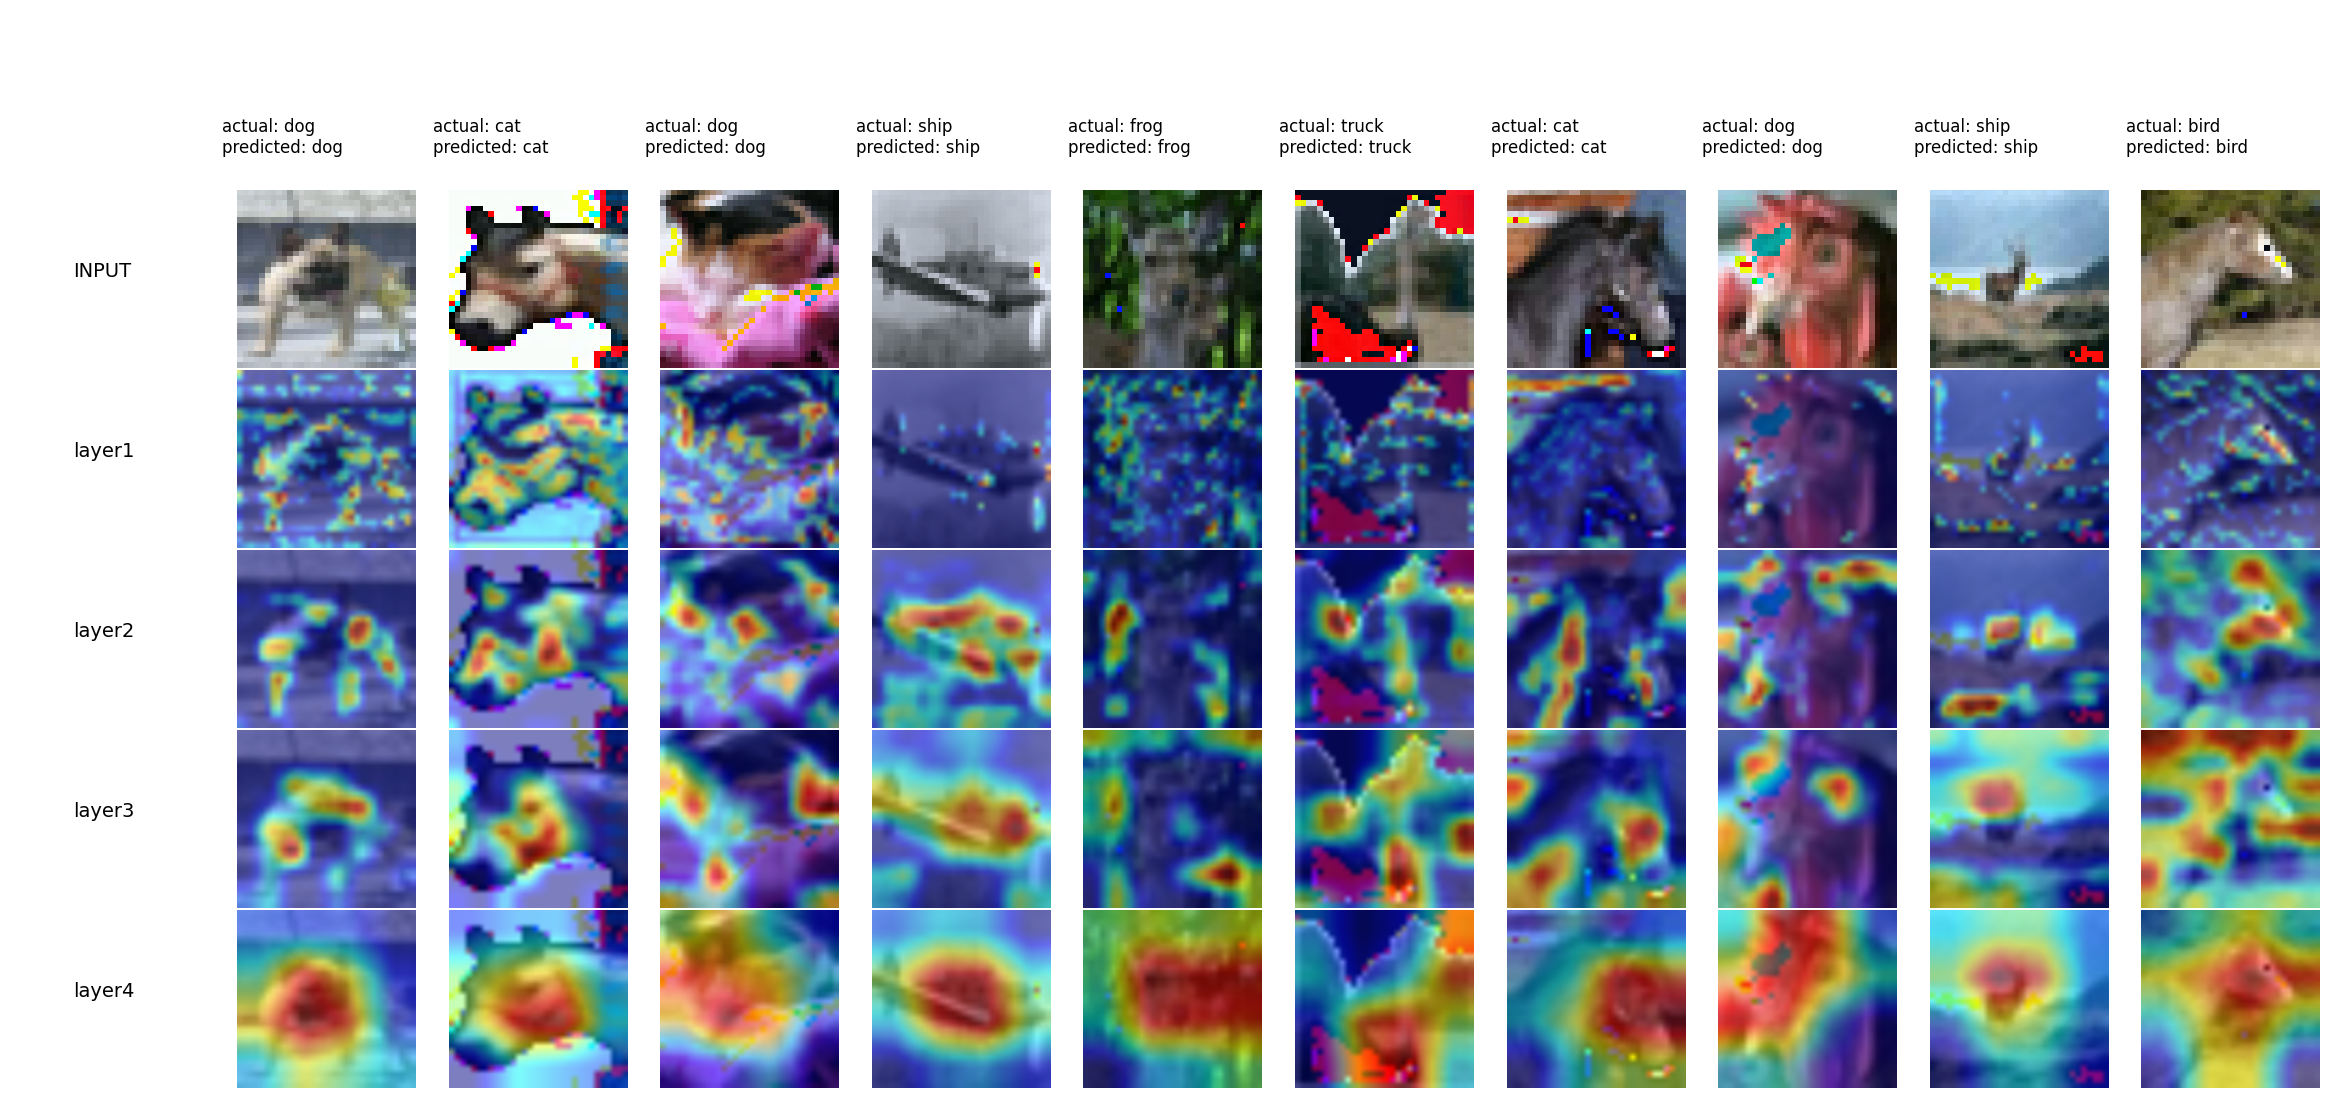 actual: dog
predicted: dog
actual: cat
predicted: cat
actual: dog
predicted: dog
actual: ship
predicted: ship
actual: frog
predicted: frog
actual: truck
predicted: truck
actual: cat
predicted: cat
actual: dog
predicted: dog
actual: ship
predicted: ship
actual: bird
predicted: bird
INPUT
layer1
layer2
layer3
layer4